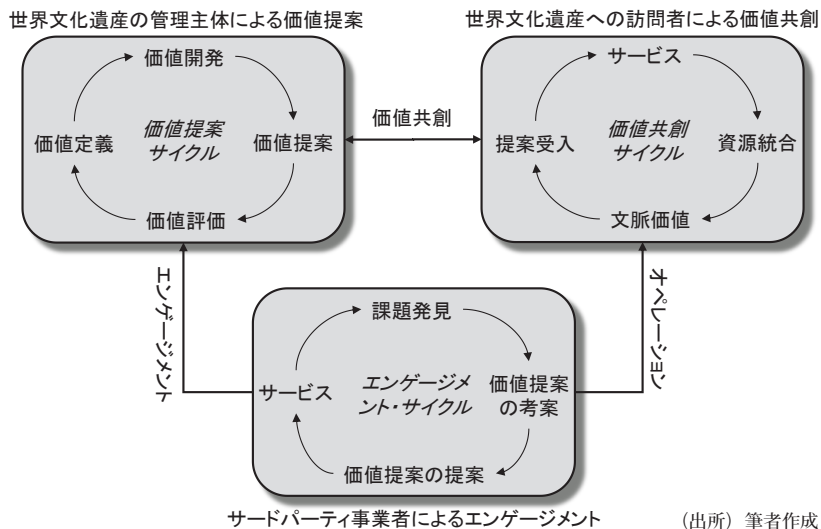 世界文化遺産の管理主体による価値提案
世界文化遺産への訪問者による価値共創
価値開発
価値定義
価値提案
サイクル
価値提案
価値評価
価値共創
サービス
提案受入
価値共創
サイクル
資源統合
文脈価値
エンゲージメント
オペレーション
課題発見
サービス
エンゲージメ
ント・サイクル
価値提案
の考案
価値提案の提案
サードパーティ事業者によるエンゲージメント
(出所) 筆者作成